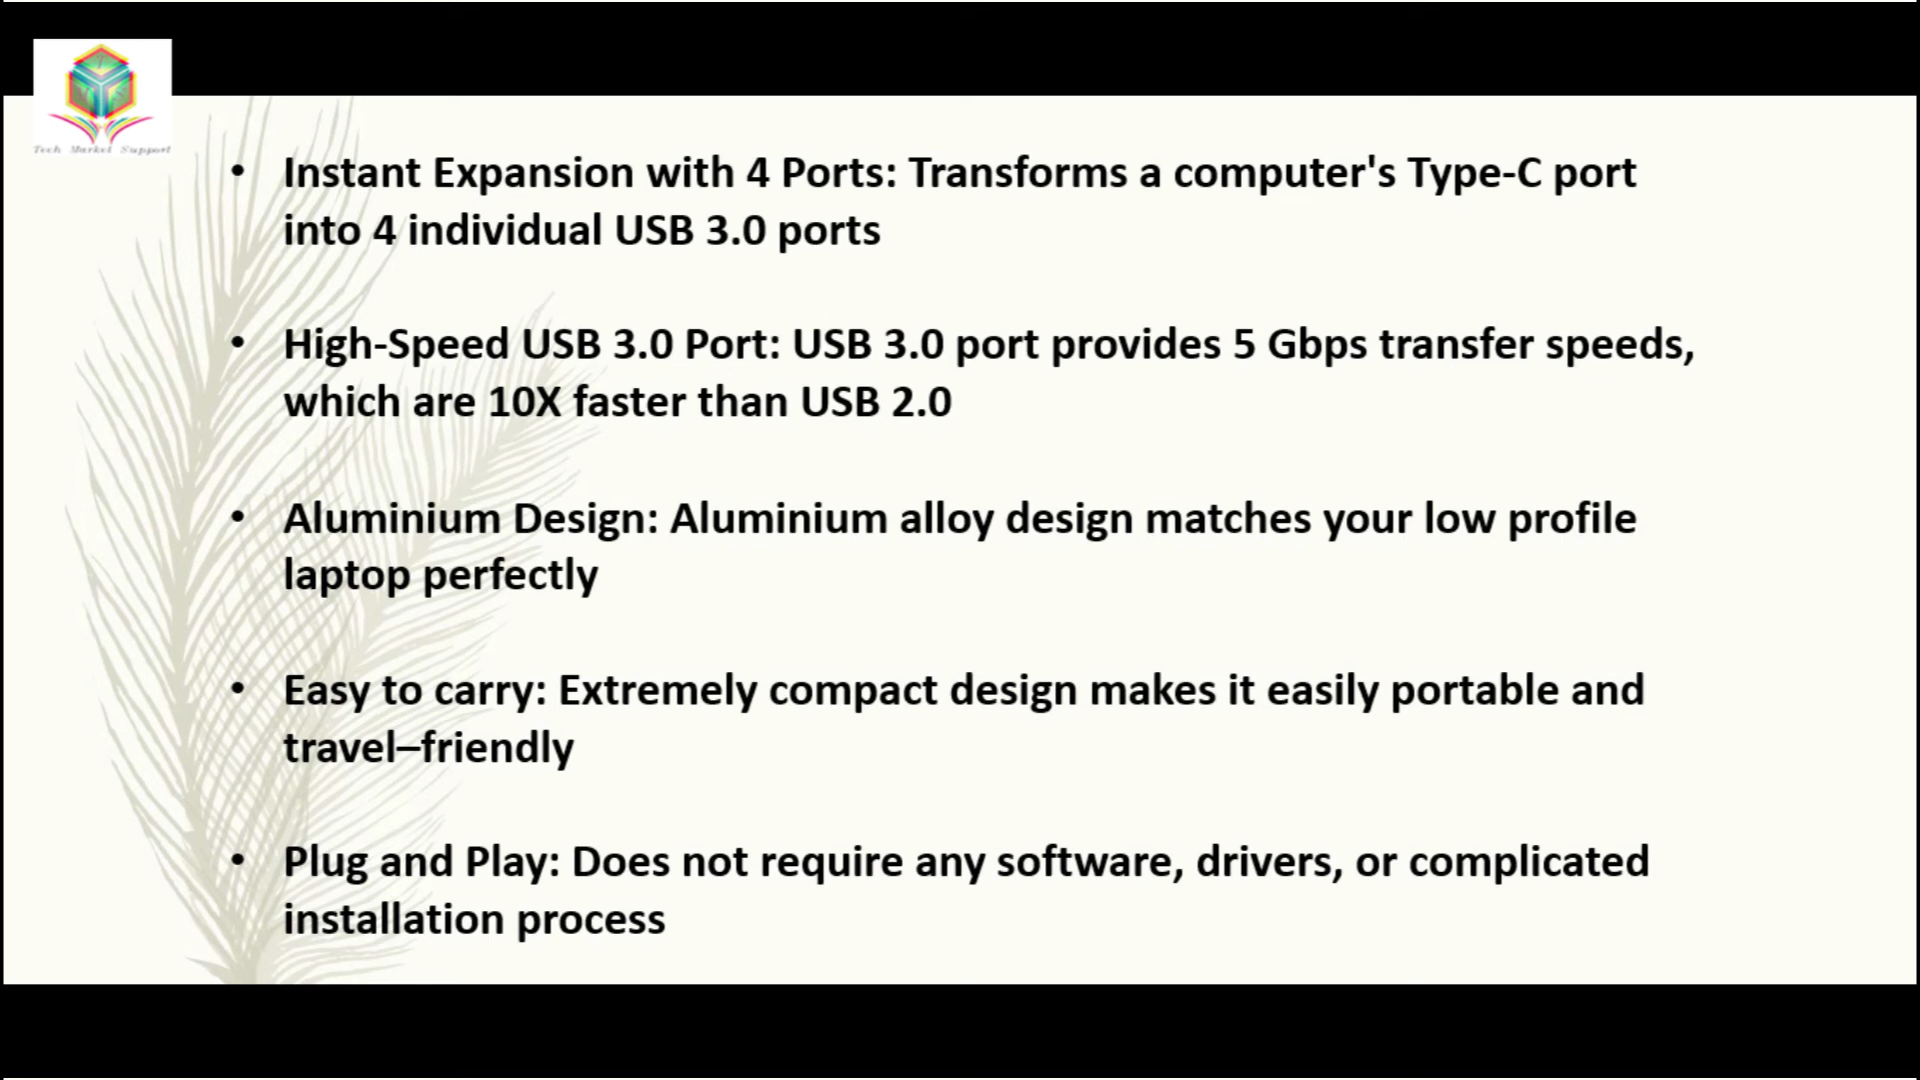 Tech Market Support
• Instant Expansion with 4 Ports: Transforms a computer's Type-C port
into 4 individual USB 3.0 ports
• High-Speed USB 3.0 Port: USB 3.0 port provides 5 Gbps transfer speeds,
which are 10X faster than USB 2.0
• Aluminium Design: Aluminium alloy design matches your low profile
laptop perfectly
• Easy to carry: Extremely compact design makes it easily portable and
travel–friendly
• Plug and Play: Does not require any software, drivers, or complicated
installation process